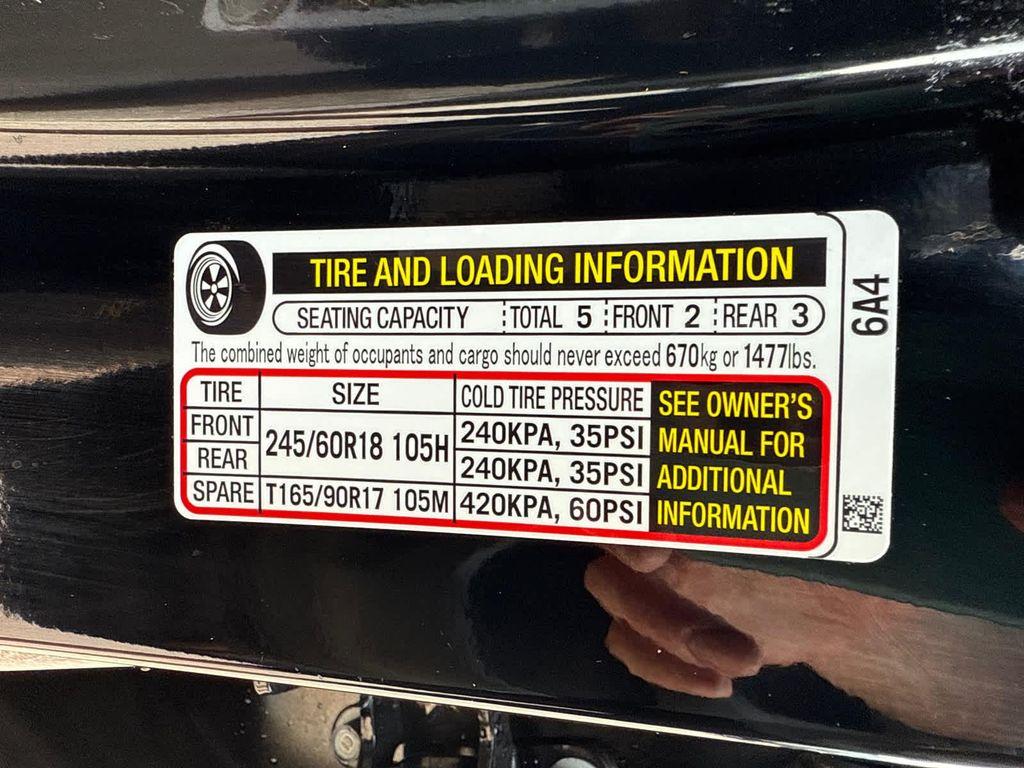 TIRE AND LOADING INFORMATION
SEATING CAPACITY TOTAL 5 FRONT 2 REAR 3
The combined weight of occupants and cargo should never exceed 670kg or 1477lbs.
TIRE SIZE COLD TIRE PRESSURE
FRONT 245/60R18 105H 240KPA, 35PSI
REAR 240KPA, 35PSI
SPARE T165/90R17 105M 420KPA, 60PSI
SEE OWNER'S
MANUAL FOR
ADDITIONAL
INFORMATION
6A4